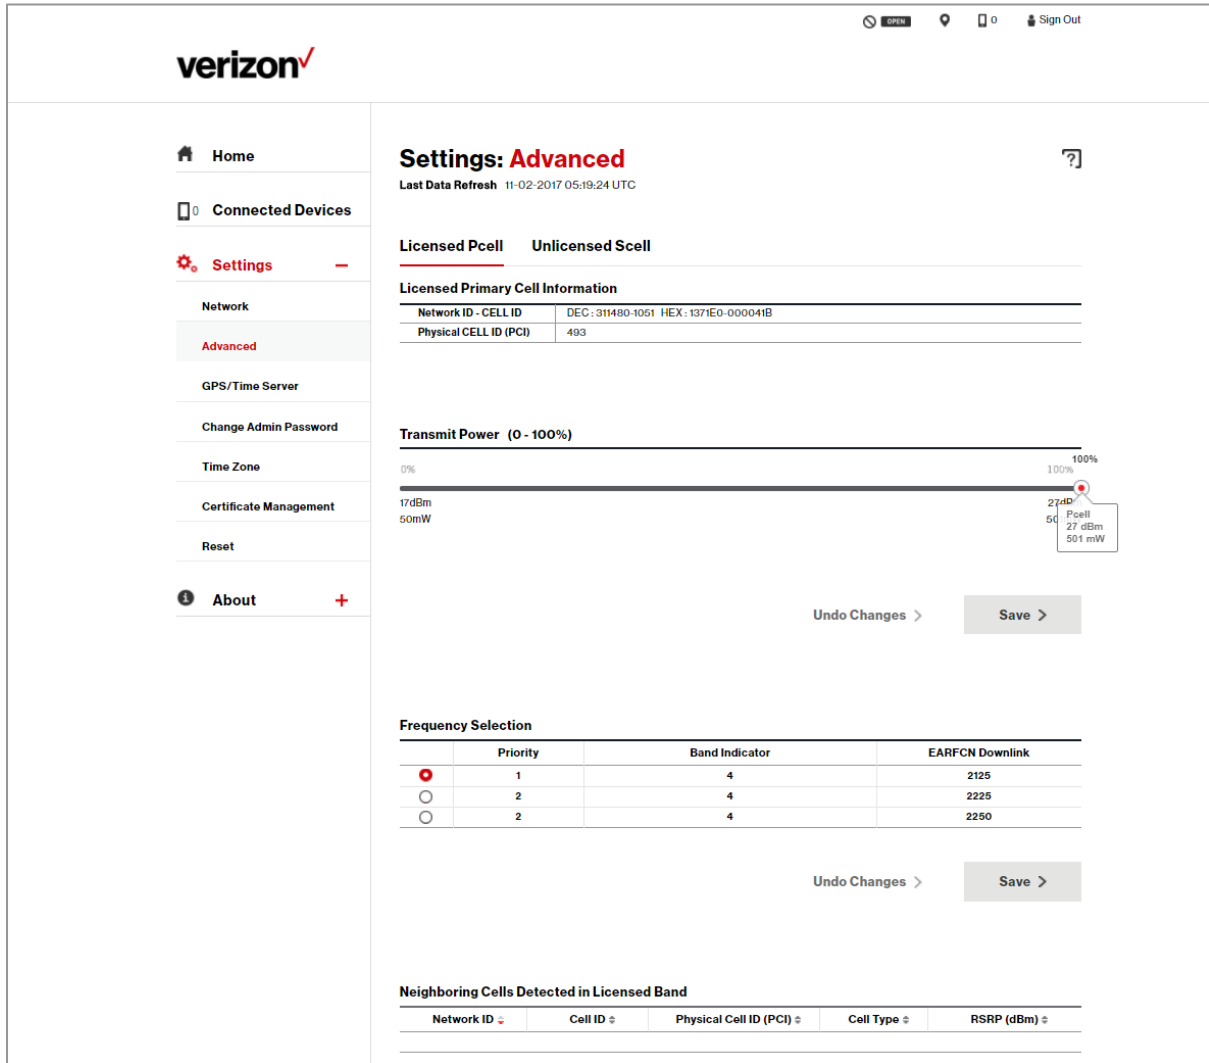 OPEN 0 Sign Out
verizon
Home
0 Connected Devices
Settings
Network
Advanced
GPS/Time Server
Change Admin Password
Time Zone
Certificate Management
Reset
About
Settings: Advanced
Last Data Refresh 11-02-2017 05:19:24 UTC
Licensed Pcell Unlicensed Scell
Licensed Primary Cell Information
Network ID - CELL ID DEC : 311480-1051 HEX : 1371E0-000041B
Physical CELL ID (PCI) 493
Transmit Power (0 - 100%)
100%
0% 100%
17dBm
50mW
Pcell
27 dBm
501 mW
Undo Changes Save
Frequency Selection
Priority Band Indicator EARFCN Downlink
1 4 2125
2 4 2225
2 4 2250
Undo Changes Save
Neighboring Cells Detected in Licensed Band
Network ID Cell ID Physical Cell ID (PCI) Cell Type RSRP (dBm)